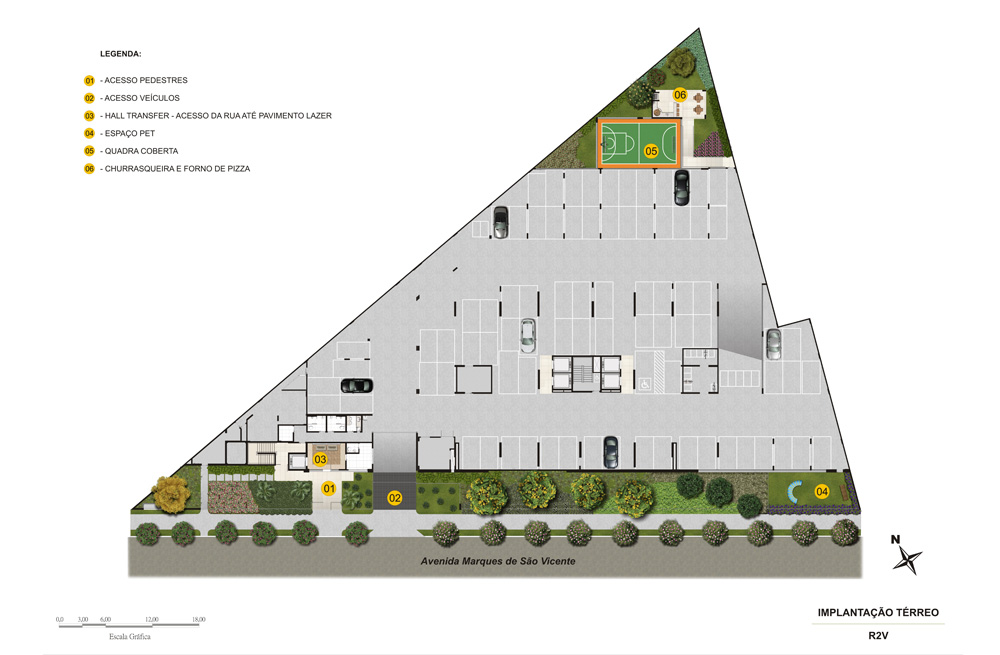 LEGENDA:
01 - ACESSO PEDESTRES
02 - ACESSO VEÍCULOS
03 - HALL TRANSFER - ACESSO DA RUA ATÉ PAVIMENTO LAZER
04 - ESPAÇO PET
05 - QUADRA COBERTA
06 - CHURRASQUEIRA E FORNO DE PIZZA
06
05
03
01
02
04
Avenida Marques de São Vicente
N
0,0 3,00 6,00 12,00 18,00
Escala Gráfica
IMPLANTAÇÃO TÉRREO
R2V